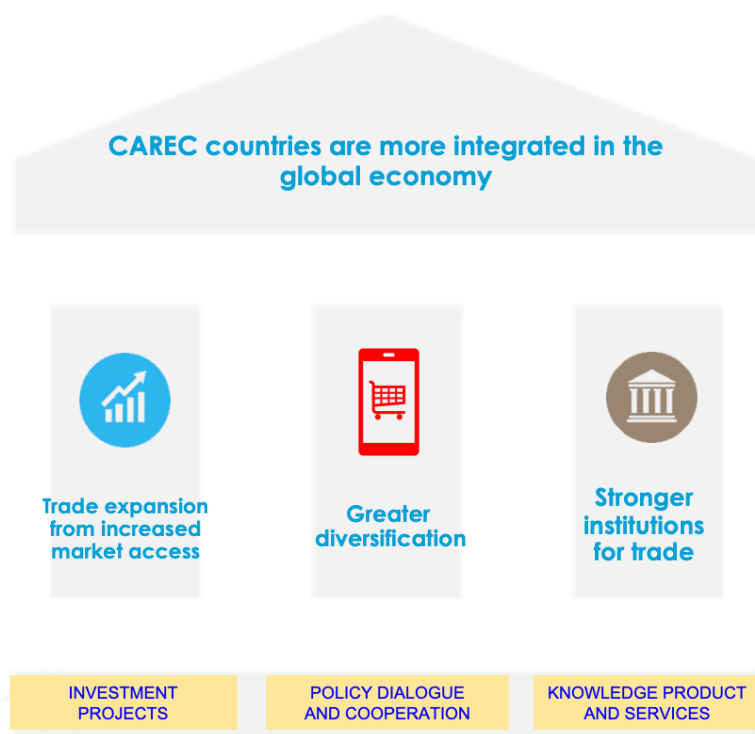 CAREC countries are more integrated in the
global economy
Trade expansion
from increased
market access
Greater
diversification
Stronger
institutions
for trade
INVESTMENT
PROJECTS
POLICY DIALOGUE
AND COOPERATION
KNOWLEDGE PRODUCT
AND SERVICES